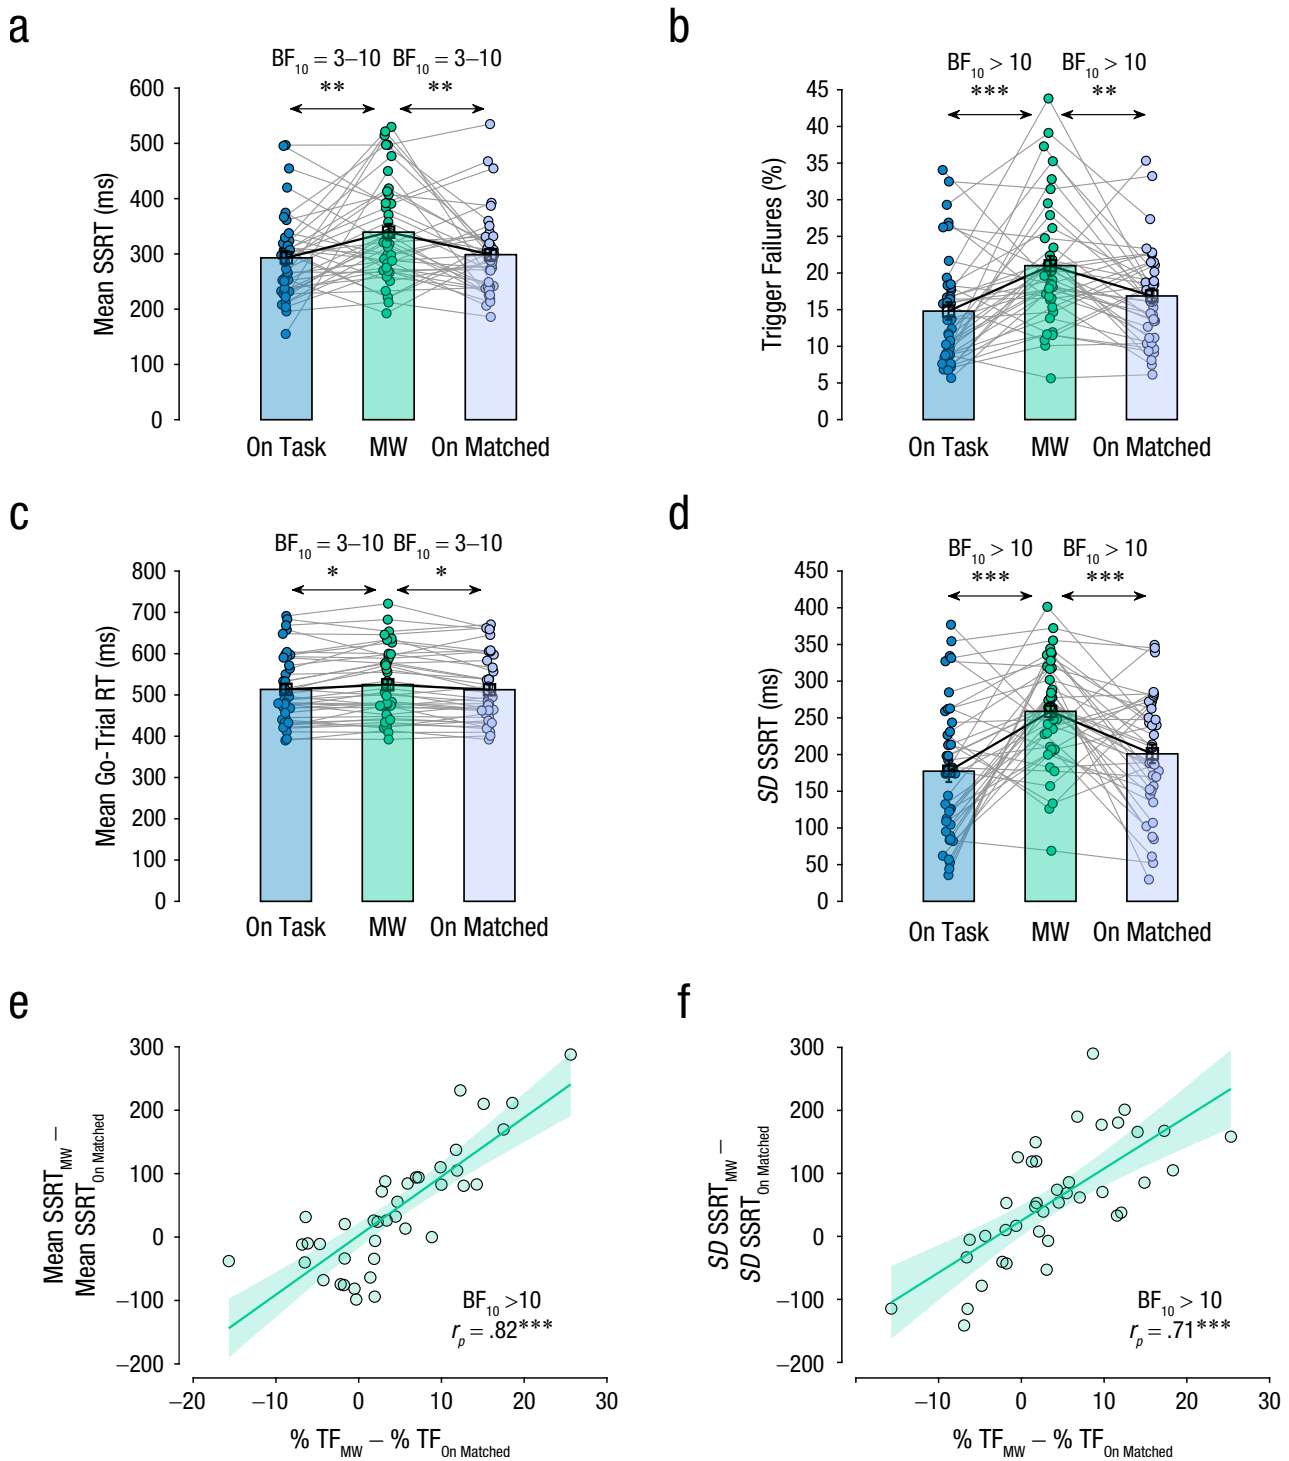 a
BF10 = 3–10 BF10 = 3–10
** **
Mean SSRT (ms)
600
500
400
300
200
100
0
On Task MW On Matched
b
BF10 > 10 BF10 > 10
*** **
Trigger Failures (%)
45
40
35
30
25
20
15
10
5
0
On Task MW On Matched
c
BF10 = 3–10 BF10 = 3–10
* *
Mean Go-Trial RT (ms)
800
700
600
500
400
300
200
100
0
On Task MW On Matched
d
BF10 > 10 BF10 > 10
*** ***
SD SSRT (ms)
450
400
350
300
250
200
150
100
50
0
On Task MW On Matched
e
Mean SSRTMW –
Mean SSRTOn Matched
300
200
100
0
−100
−200
BF10 >10
rp = .82***
−20 −10 0 10 20 30
% TFMW – % TFOn Matched
f
SD SSRTMW –
SD SSRTOn Matched
300
200
100
0
−100
−200
BF10 > 10
rp = .71***
−10 0 10 20 30
% TFMW – % TFOn Matched